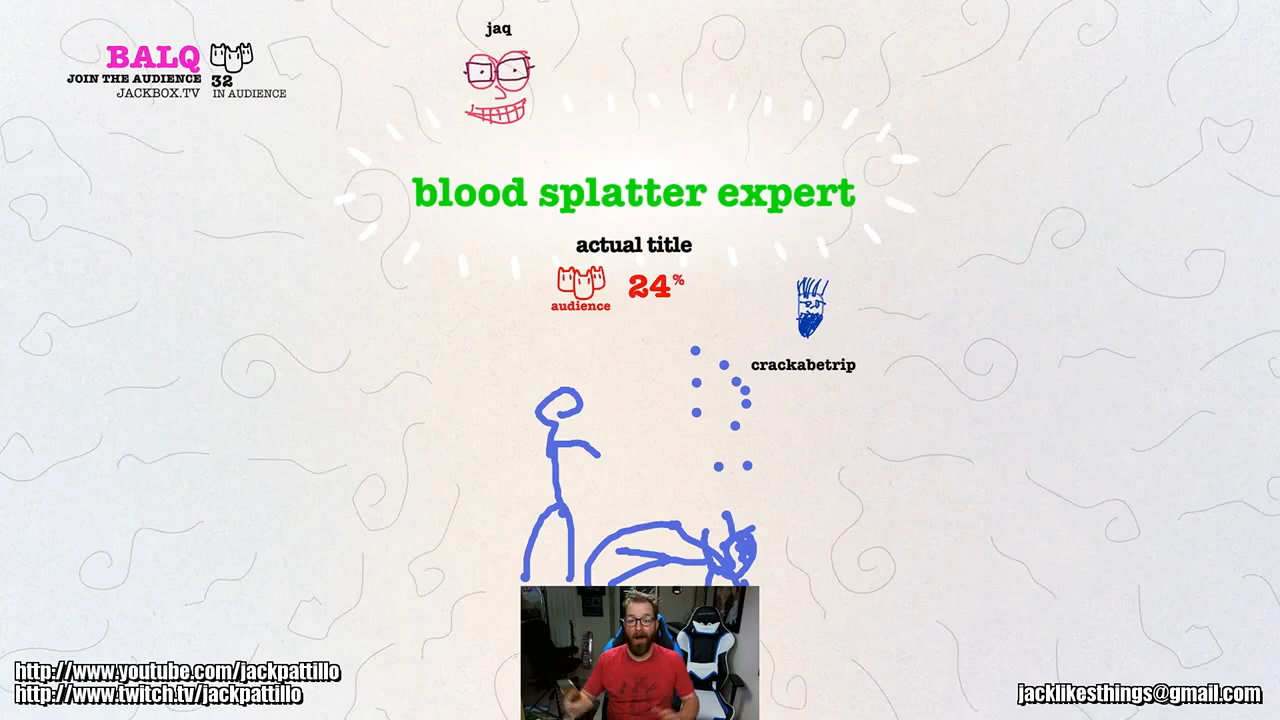 jaq
BALQ
JOIN THE AUDIENCE
JACKBOX.TV
32
IN AUDIENCE
blood splatter expert
actual title
audience
24%
crackabetrip
http://www.youtube.com/jackpattillo
http://www.twitch.tv/jackpattillo
jacklikesthings@gmail.com